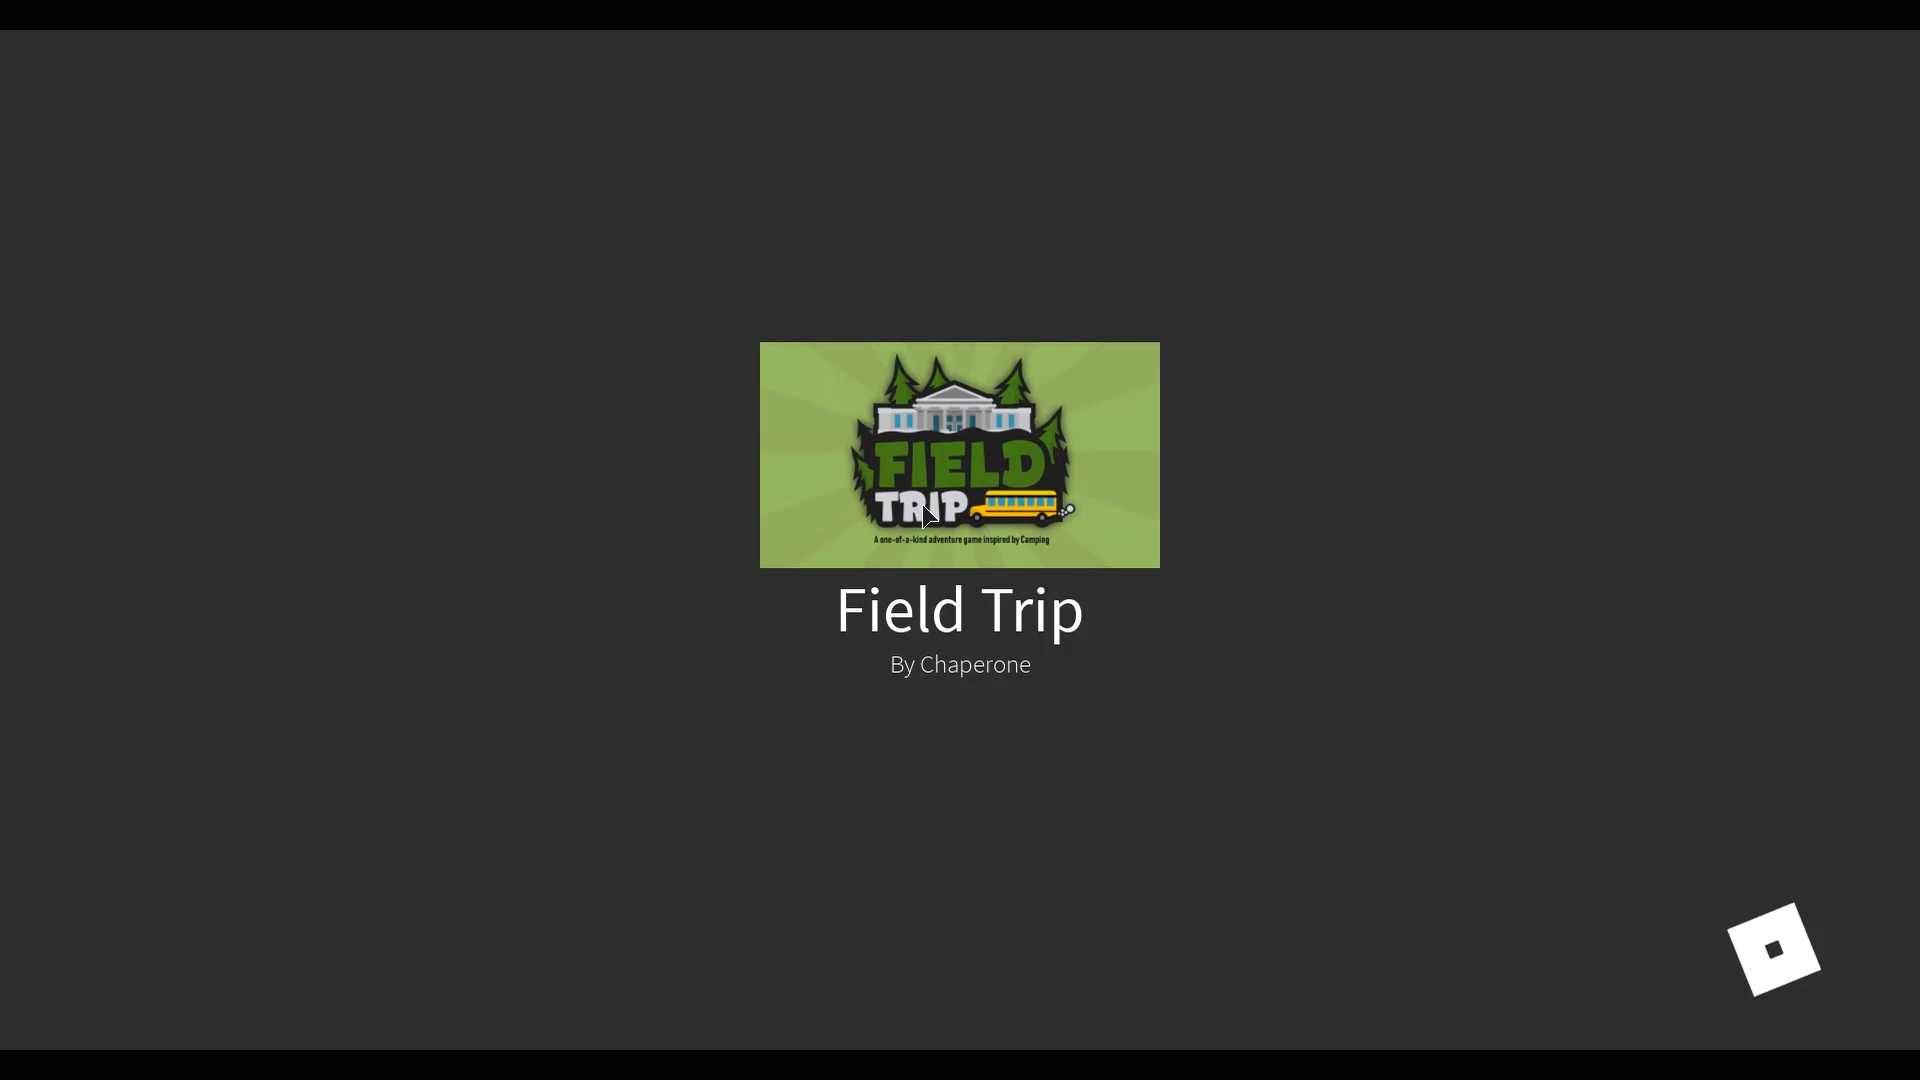 FIELD
TRIP
A one-of-a-kind adventure game inspired by Camping
Field Trip
By Chaperone